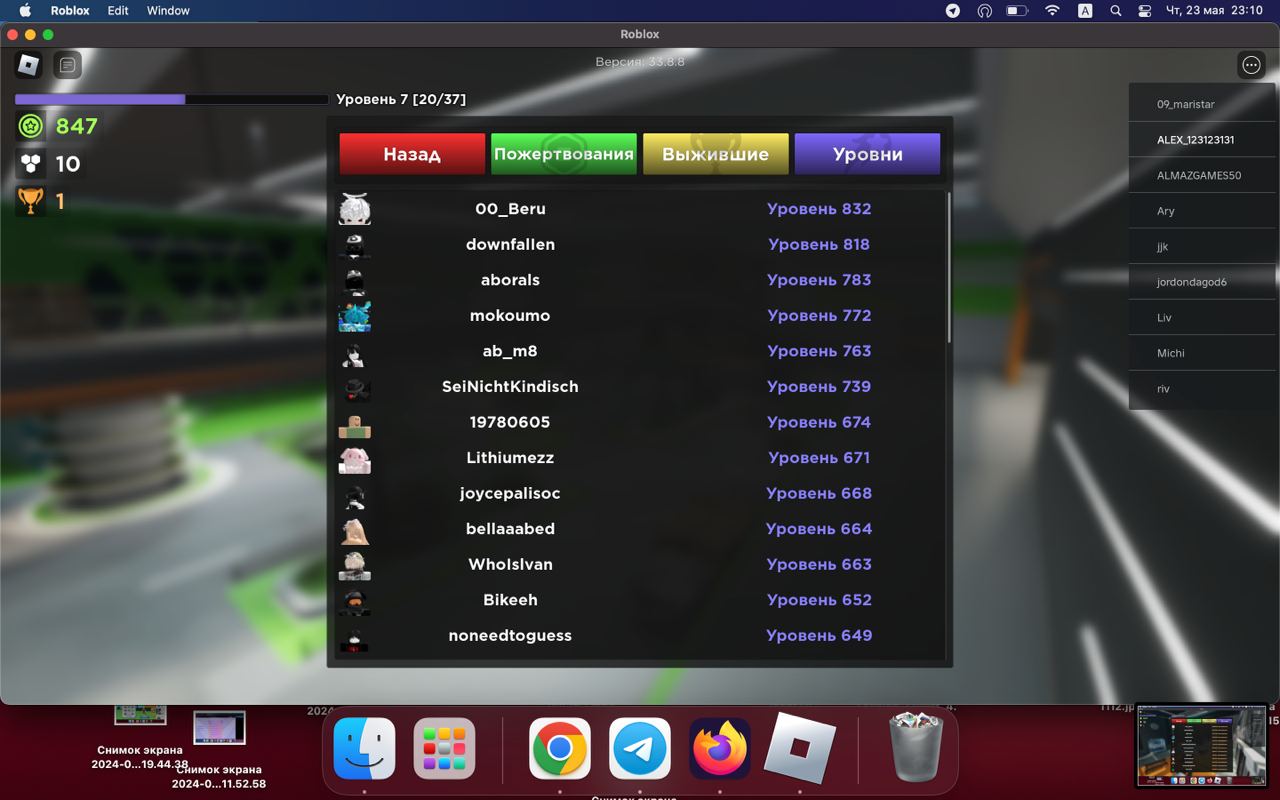 Roblox Edit Window
A Чт, 23 мая 23:10
Roblox
Версия: 33.8.8
Уровень 7 [20/37]
847
10
1
Назад Пожертвования Выжившие Уровни
00_Beru Уровень 832
downfallen Уровень 818
aborals Уровень 783
mokoumo Уровень 772
ab_m8 Уровень 763
SeiNichtKindisch Уровень 739
19780605 Уровень 674
Lithiumezz Уровень 671
joycepalisoc Уровень 668
bellaaabed Уровень 664
WhoIsIvan Уровень 663
Bikeeh Уровень 652
noneedtoguess Уровень 649
09_maristar
ALEX_123123131
ALMAZGAMES50
Ary
jjk
jordondagod6
Liv
Michi
riv
Снимок экрана
2024-0...19.44.38
Снимок экрана
2024-0...11.52.58
Снимок экрана